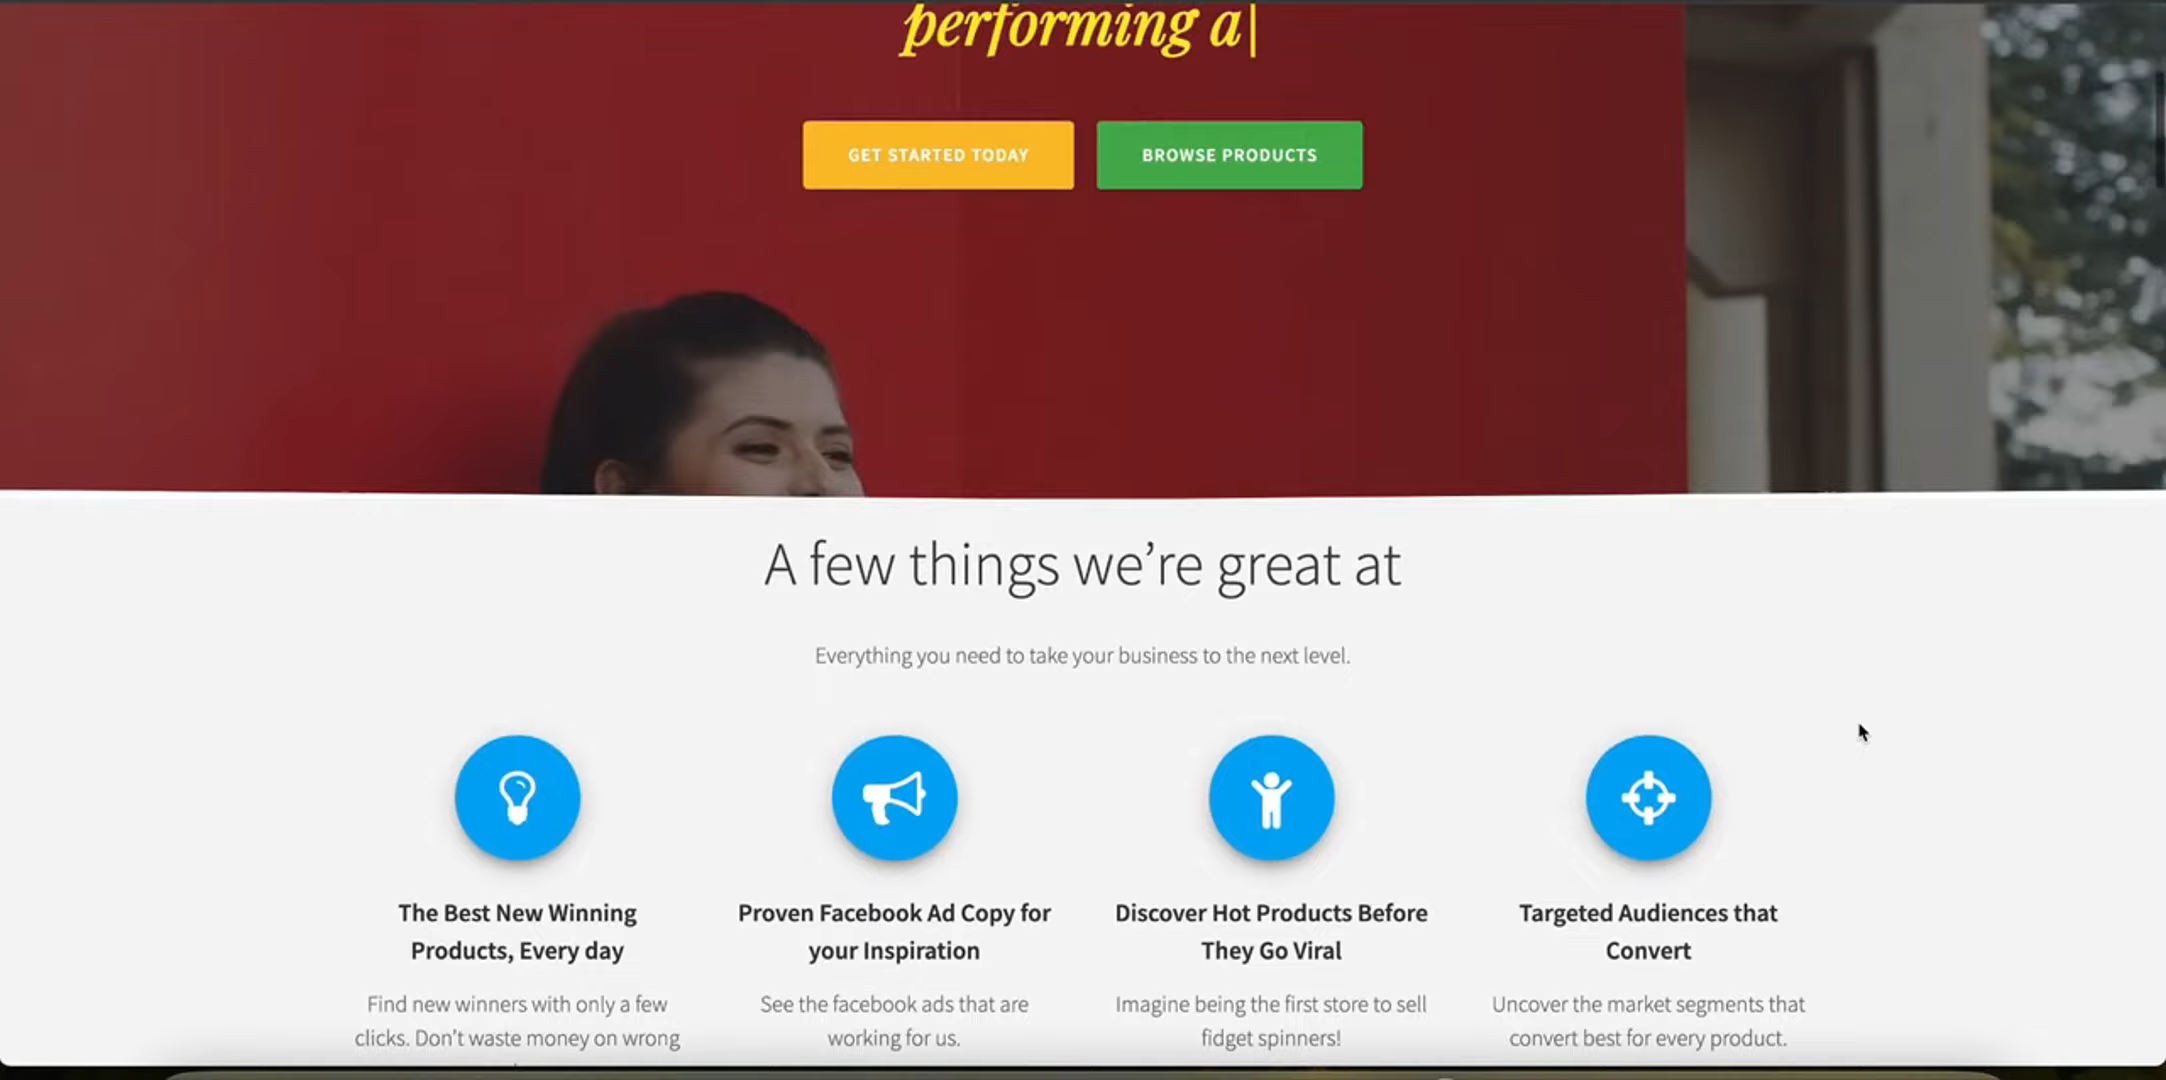 performing a
GET STARTED TODAY
BROWSE PRODUCTS
A few things we’re great at
Everything you need to take your business to the next level.
The Best New Winning
Products, Every day
Find new winners with only a few
clicks. Don’t waste money on wrong
Proven Facebook Ad Copy for
your Inspiration
See the facebook ads that are
working for us.
Discover Hot Products Before
They Go Viral
Imagine being the first store to sell
fidget spinners!
Targeted Audiences that
Convert
Uncover the market segments that
convert best for every product.